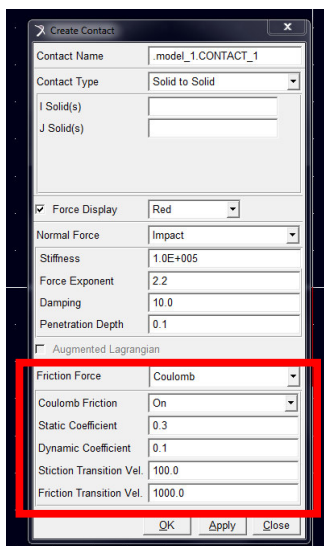 Create Contact
x
Contact Name .model_1.CONTACT_1
Contact Type Solid to Solid
I Solid(s)
J Solid(s)
Force Display Red
Normal Force Impact
Stiffness 1.0E+005
Force Exponent 2.2
Damping 10.0
Penetration Depth 0.1
Augmented Lagrangian
Friction Force Coulomb
Coulomb Friction On
Static Coefficient 0.3
Dynamic Coefficient 0.1
Stiction Transition Vel. 100.0
Friction Transition Vel. 1000.0
OK Apply Close